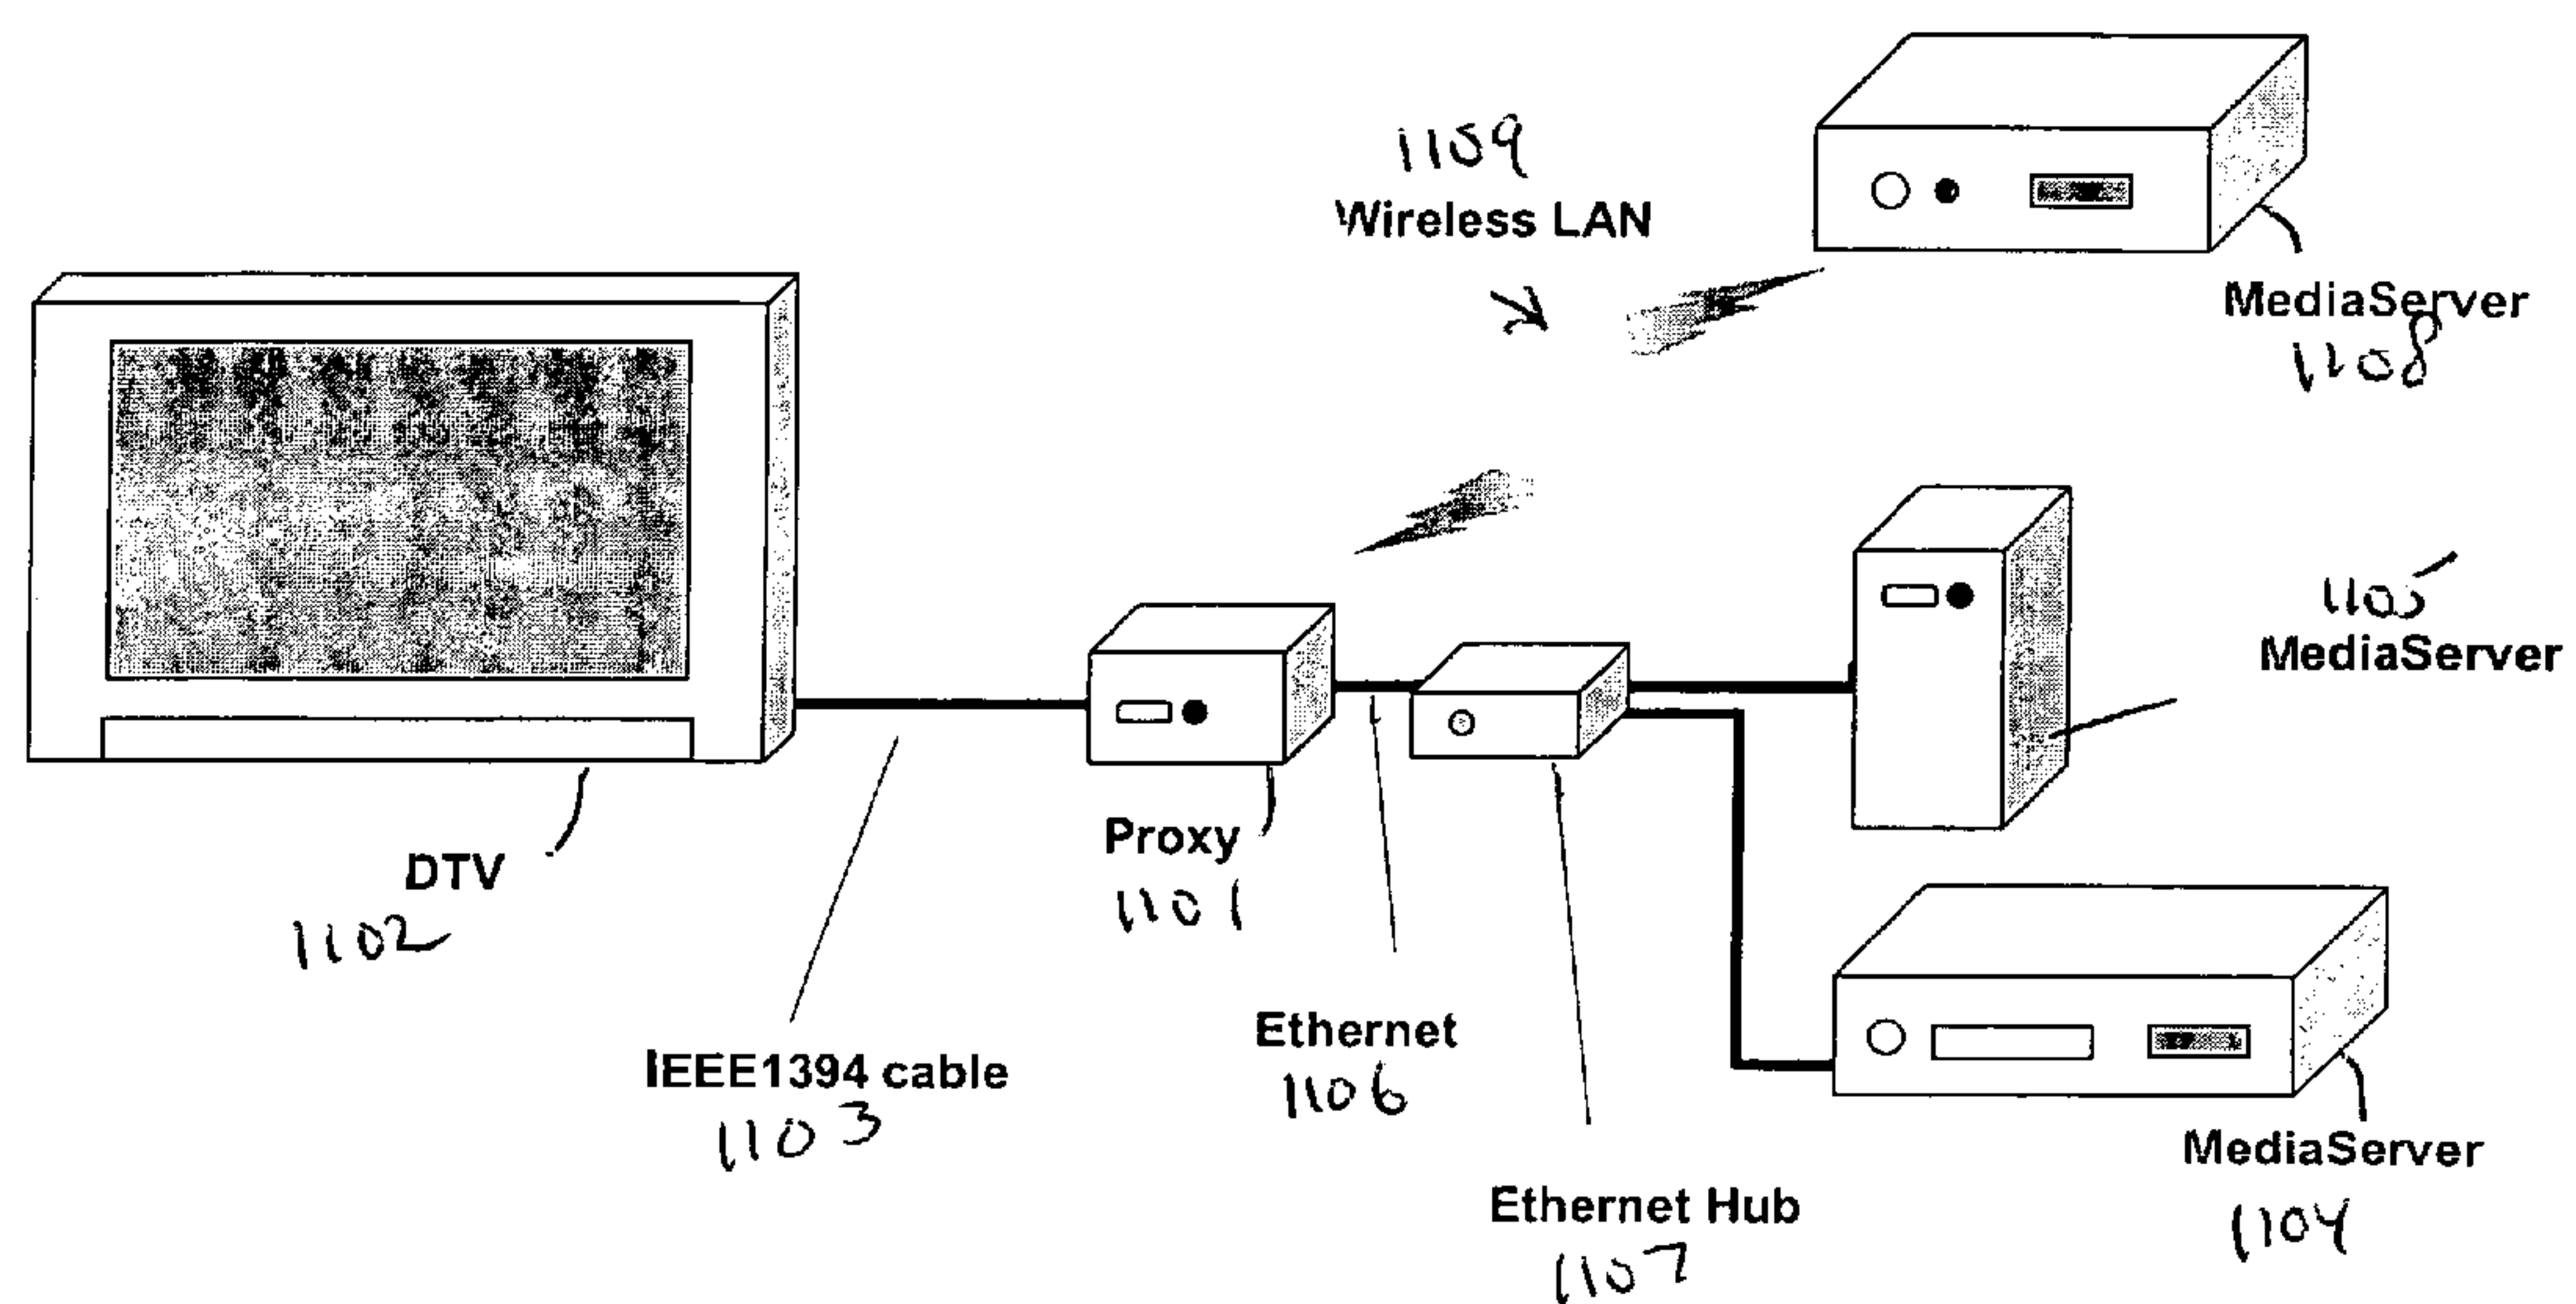 1109
Wireless LAN
MediaServer
1108
1105
MediaServer
DTV
1102
Proxy
1101
IEEE1394 cable
1103
Ethernet
1106
Ethernet Hub
1107
MediaServer
1104